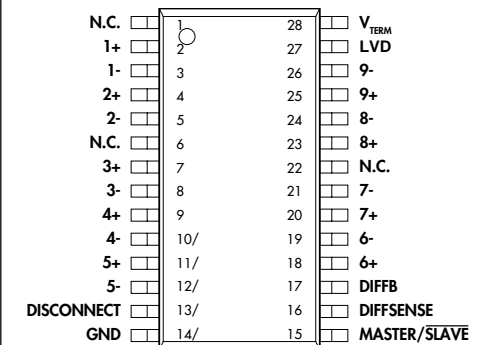 N.C. 1 28 VTERM
1+ 2 27 LVD
1- 3 26 9-
2+ 4 25 9+
2- 5 24 8-
N.C. 6 23 8+
3+ 7 22 N.C.
3- 8 21 7-
4+ 9 20 7+
4- 10/ 19 6-
5+ 11/ 18 6+
5- 12/ 17 DIFFB
DISCONNECT 13/ 16 DIFFSENSE
GND 14/ 15 MASTER/SLAVE